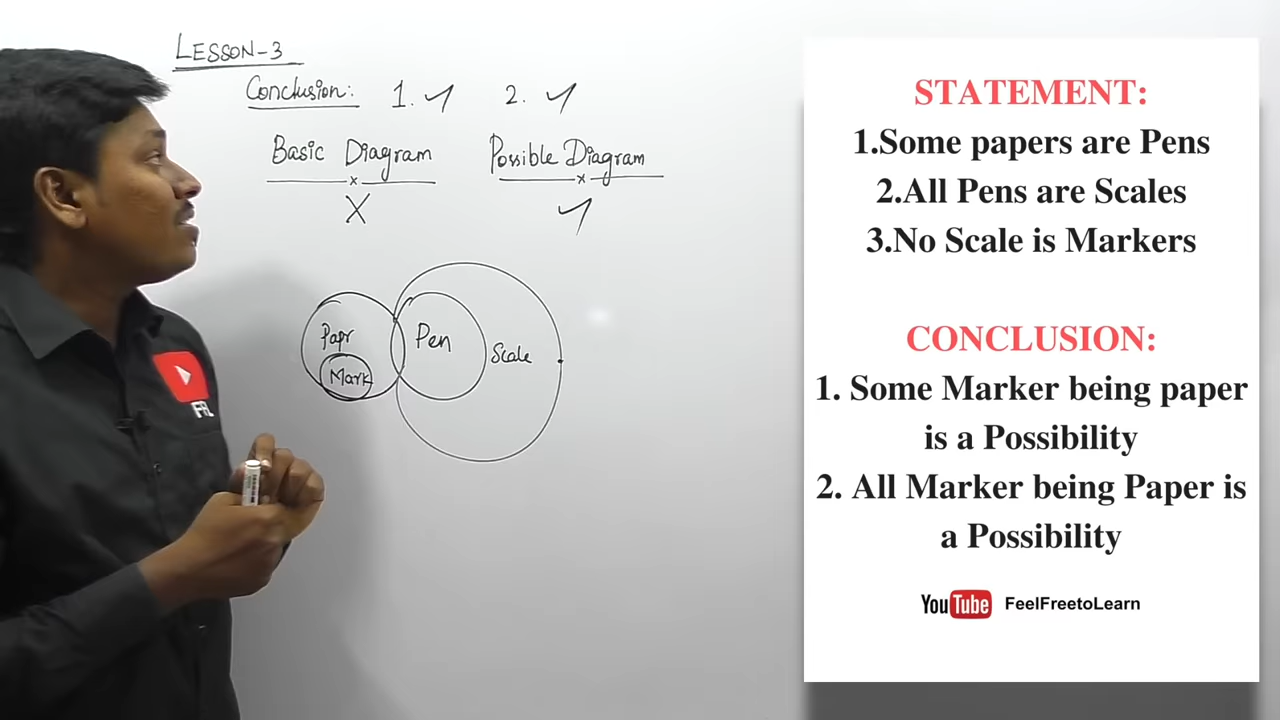 LESSON-3
Conclusion: 1. ✓ 2. ✓
Basic Diagram Possible Diagram
x x
X ✓
Papr
Mark
Pen
Scale
FFL
STATEMENT:
1.Some papers are Pens
2.All Pens are Scales
3.No Scale is Markers
CONCLUSION:
1. Some Marker being paper
is a Possibility
2. All Marker being Paper is
a Possibility
YouTube FeelFreetoLearn